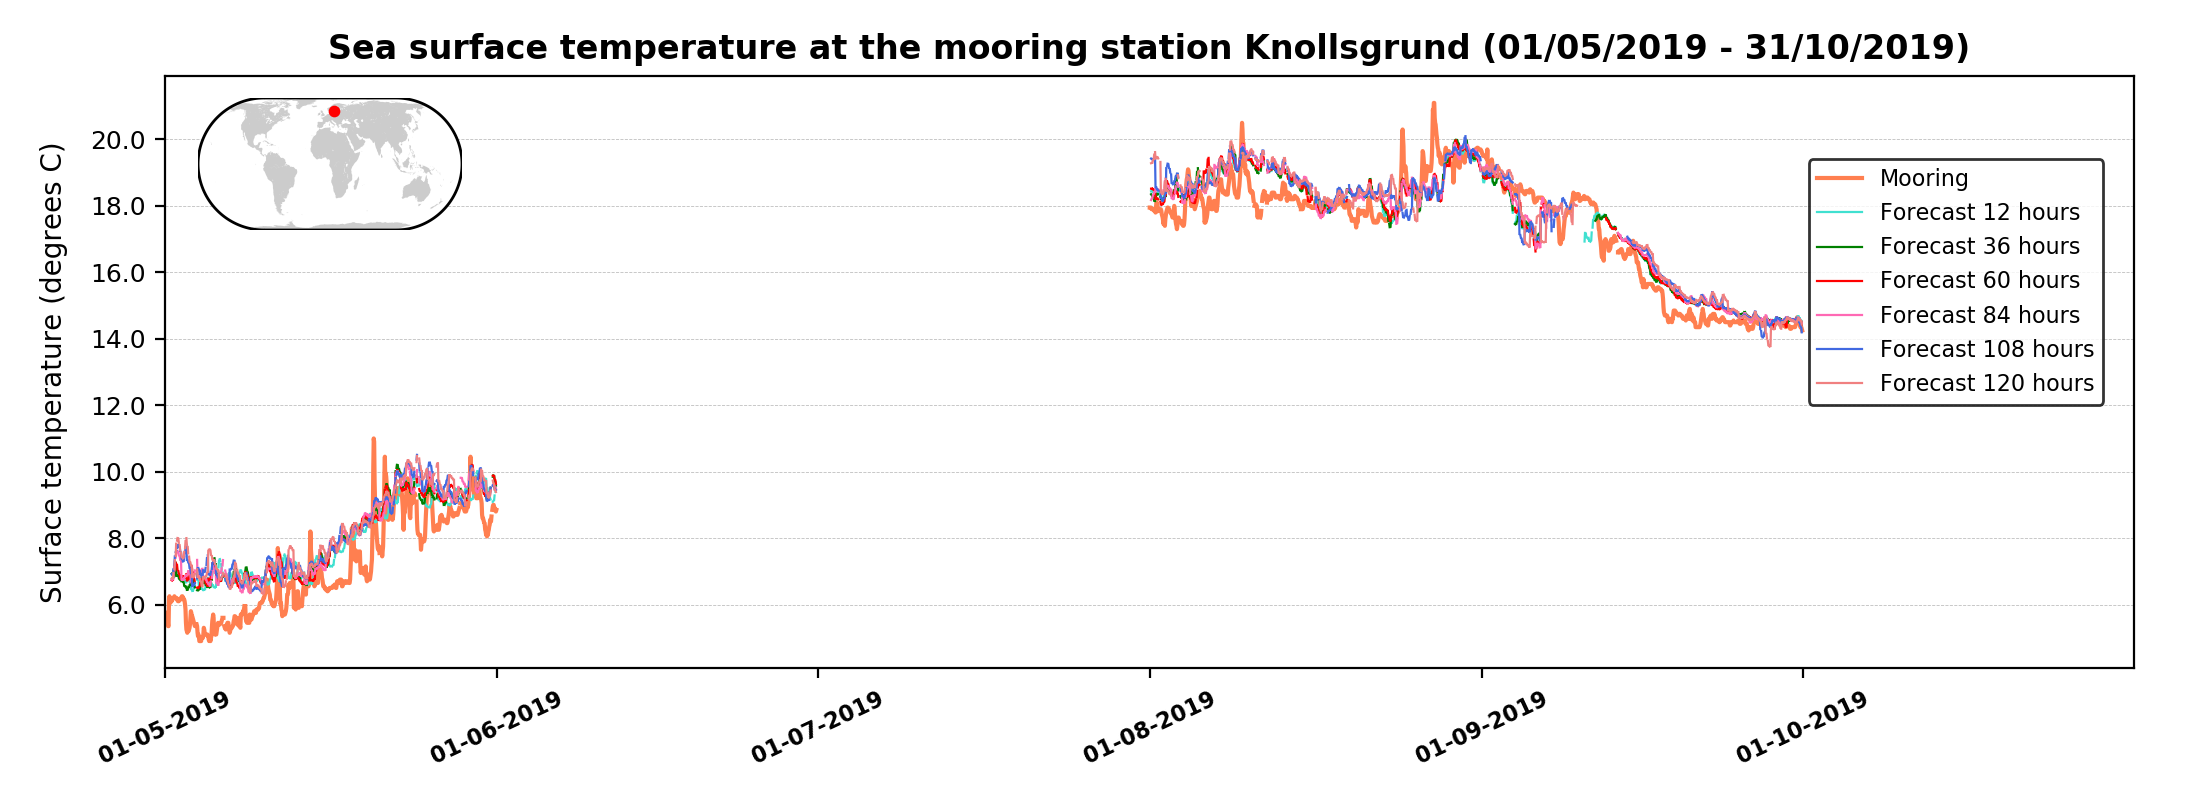 Sea surface temperature at the mooring station Knollsgrund (01/05/2019 - 31/10/2019)
Surface temperature (degrees C)
20.0
18.0
16.0
14.0
12.0
10.0
8.0
6.0
Mooring
Forecast 12 hours
Forecast 36 hours
Forecast 60 hours
Forecast 84 hours
Forecast 108 hours
Forecast 120 hours
01-05-2019
01-06-2019
01-07-2019
01-08-2019
01-09-2019
01-10-2019